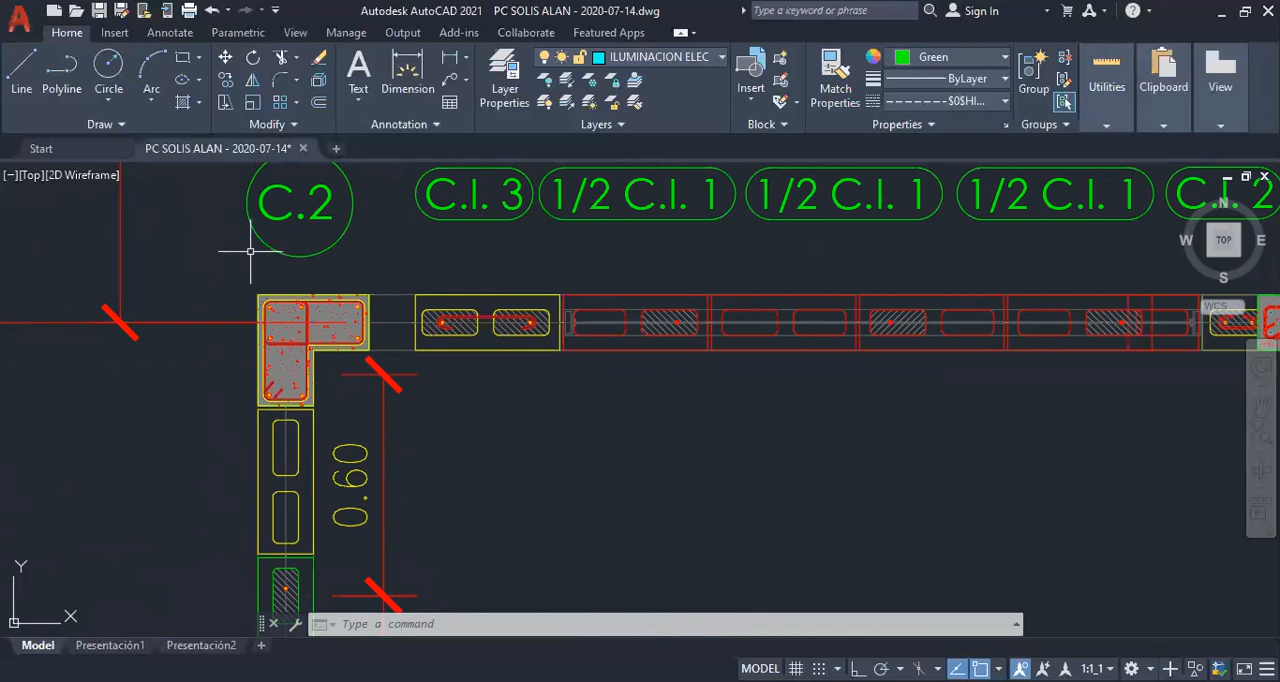 Autodesk AutoCAD 2021 PC SOLIS ALAN - 2020-07-14.dwg
Type a keyword or phrase
Sign In
Home Insert Annotate Parametric View Manage Output Add-ins Collaborate Featured Apps
Line Polyline Circle Arc
Draw
Modify
Text Dimension
Annotation
Layer Properties
ILUMINACION ELEC
Layers
Insert
Block
Match Properties
Green
ByLayer
$0$HI...
Properties
Group
Groups
Utilities
Clipboard
View
Start
PC SOLIS ALAN - 2020-07-14*
[−][Top][2D Wireframe]
C.2
C.I. 3
1/2 C.I. 1
1/2 C.I. 1
1/2 C.I. 1
C.I. 2
N
W TOP E
S
WCS
0.60
Y
X
Type a command
Model Presentación1 Presentación2
MODEL
1:1_1